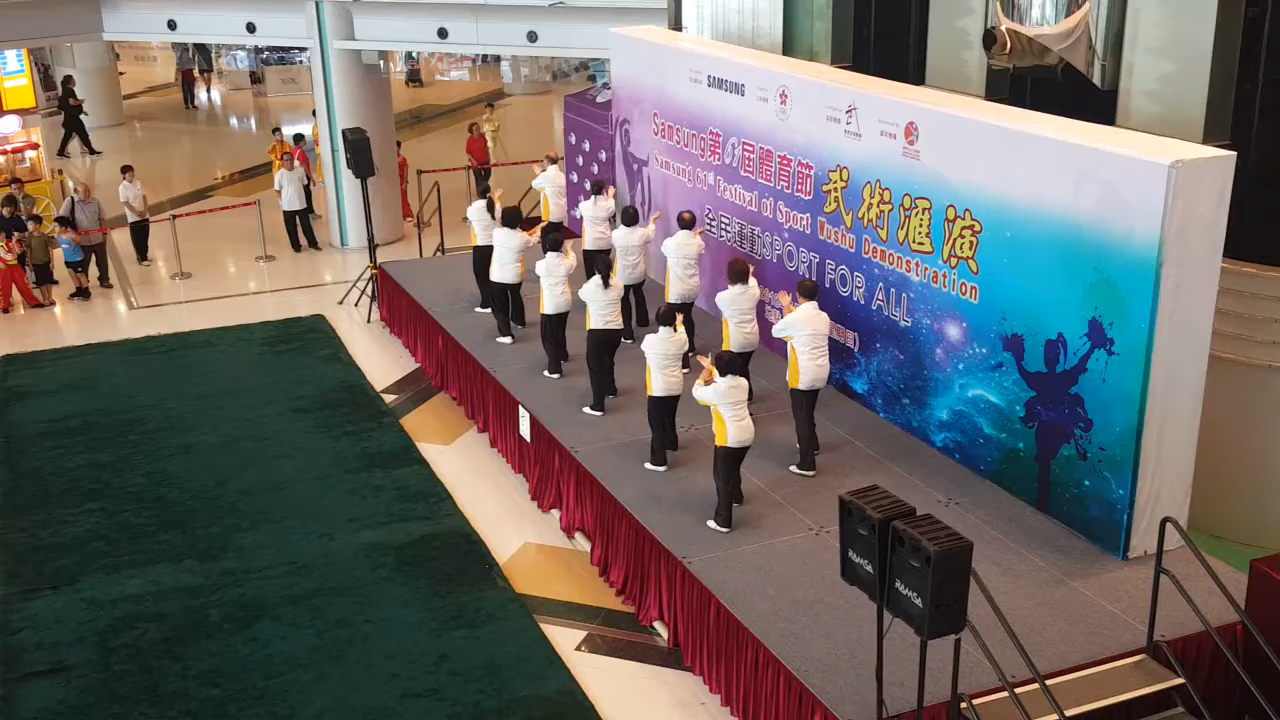 SAMSUNG
Samsung第61屆體育節
武術滙演
Samsung 61st Festival of Sport Wushu Demonstration
全民運動SPORT FOR ALL
RAMSA
RAMSA